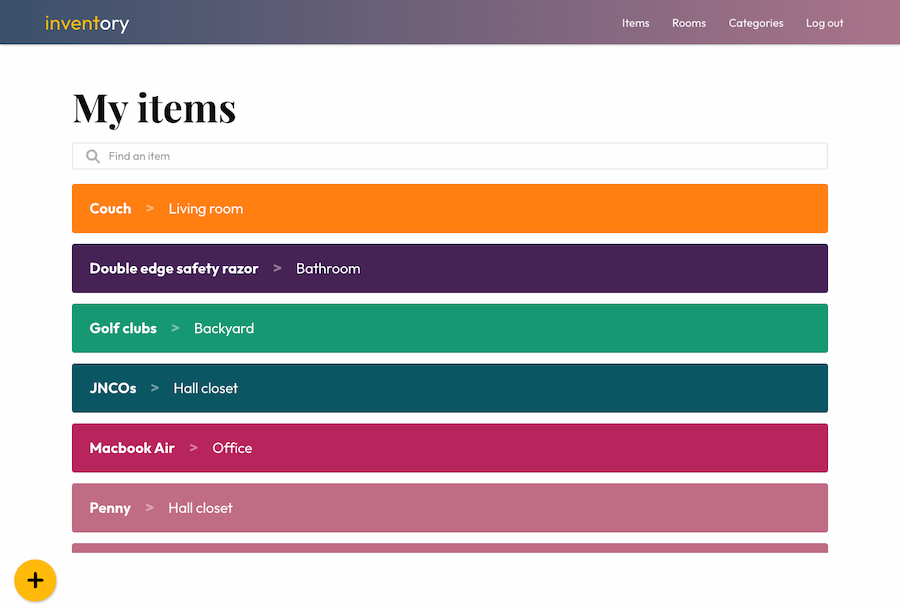 inventory
Items Rooms Categories Log out
My items
Find an item
Couch > Living room
Double edge safety razor > Bathroom
Golf clubs > Backyard
JNCOs > Hall closet
Macbook Air > Office
Penny > Hall closet
+